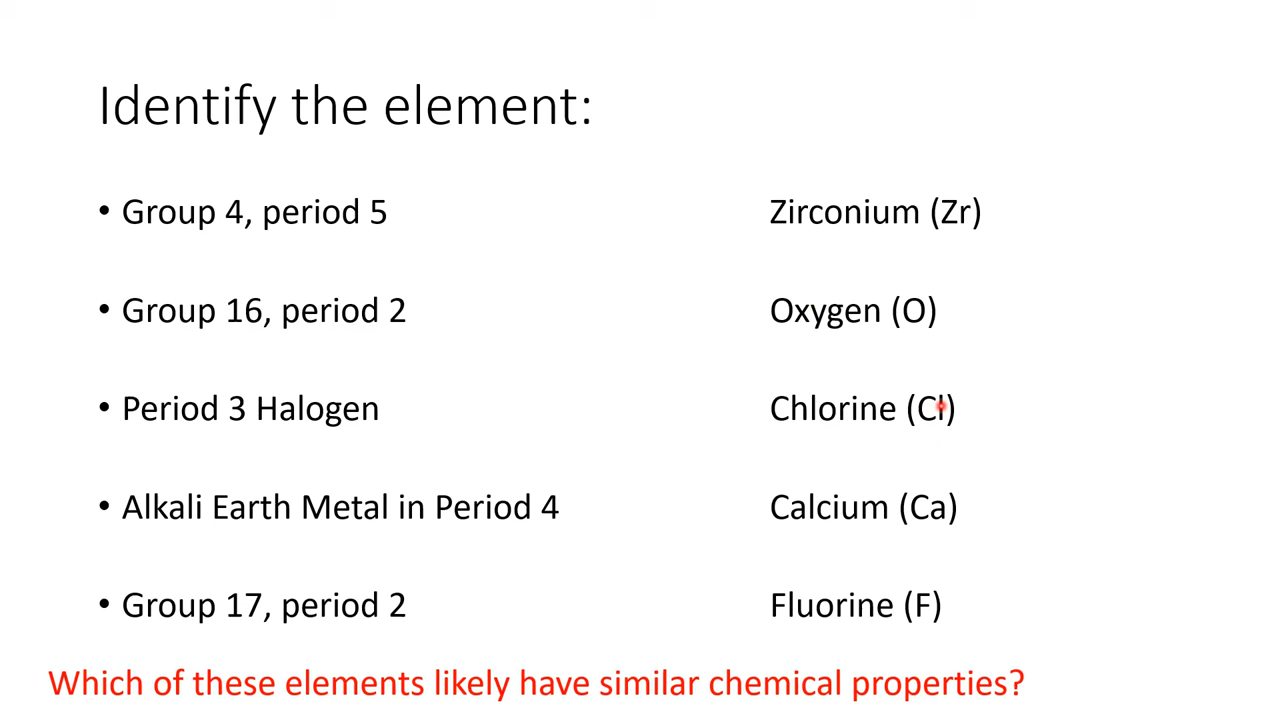 Identify the element:
• Group 4, period 5 Zirconium (Zr)
• Group 16, period 2 Oxygen (O)
• Period 3 Halogen Chlorine (Cl)
• Alkali Earth Metal in Period 4 Calcium (Ca)
• Group 17, period 2 Fluorine (F)
Which of these elements likely have similar chemical properties?